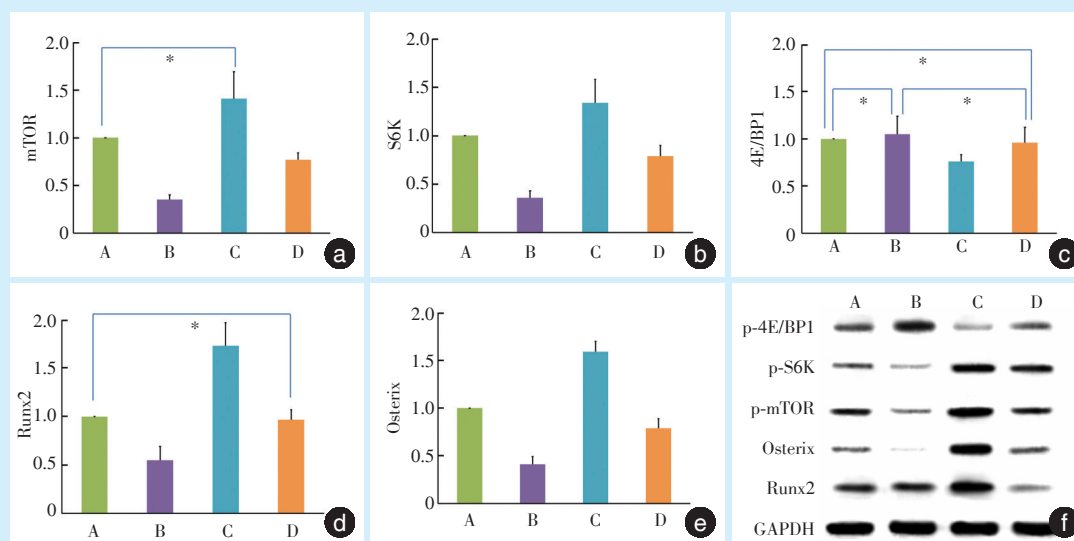 2.0
1.5
1.0
0.5
0
mTOR
*
A B C D
a
2.0
1.5
1.0
0.5
0
S6K
A B C D
b
2.0
1.5
1.0
0.5
0
4E/BP1
*
* *
A B C D
c
2.0
1.5
1.0
0.5
0
Runx2
*
A B C D
d
2.0
1.5
1.0
0.5
0
Osterix
A B C D
e
A B C D
p-4E/BP1
p-S6K
p-mTOR
Osterix
Runx2
GAPDH
f